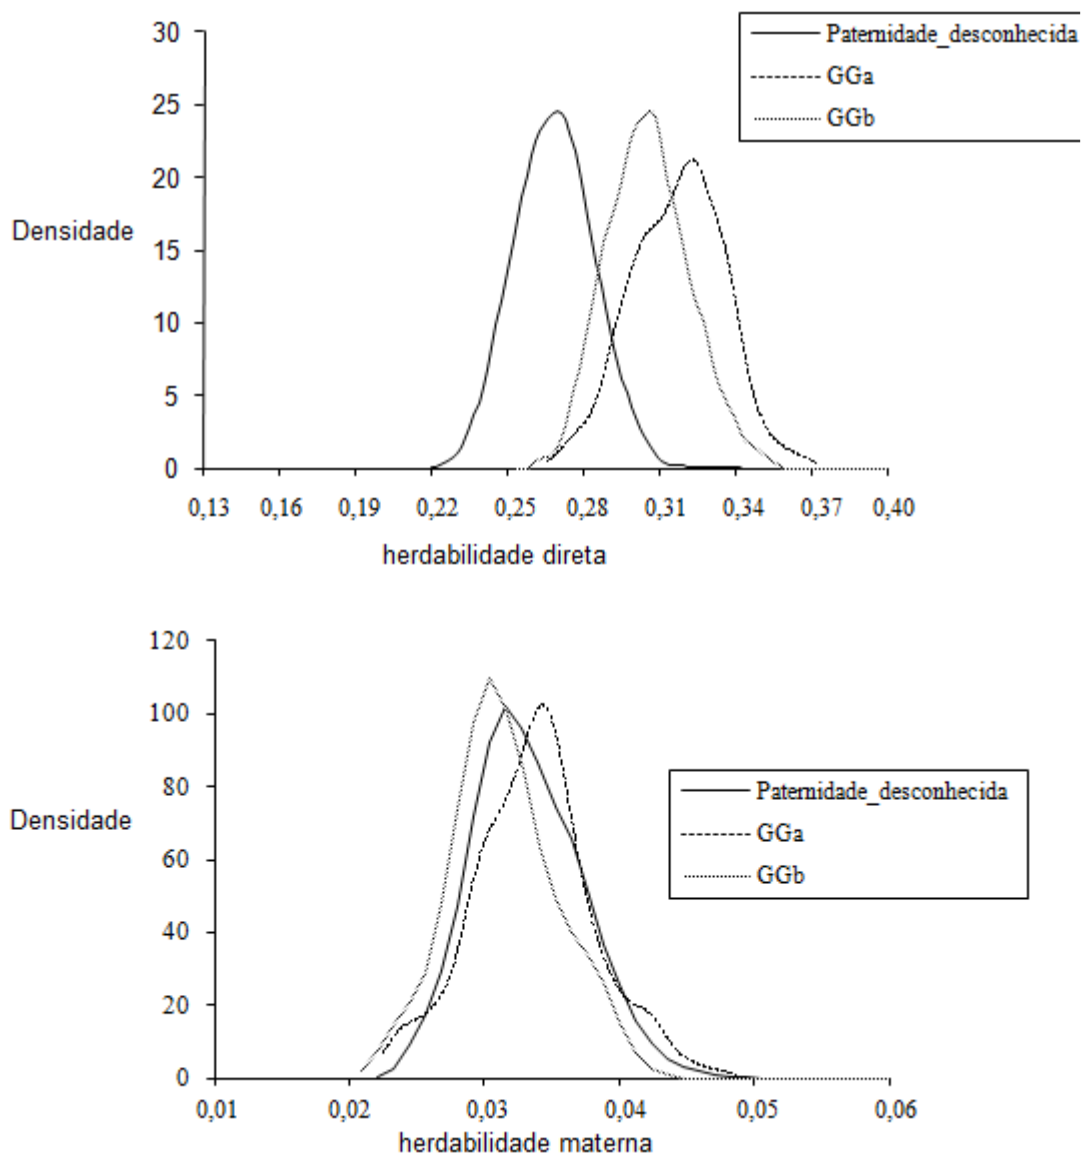 30
25
20
15
10
5
0
Densidade
Paternidade_desconhecida
GGa
GGb
0,13 0,16 0,19 0,22 0,25 0,28 0,31 0,34 0,37 0,40
herdabilidade direta
120
100
80
60
40
20
0
Densidade
Paternidade_desconhecida
GGa
GGb
0,01 0,02 0,03 0,04 0,05 0,06
herdabilidade materna